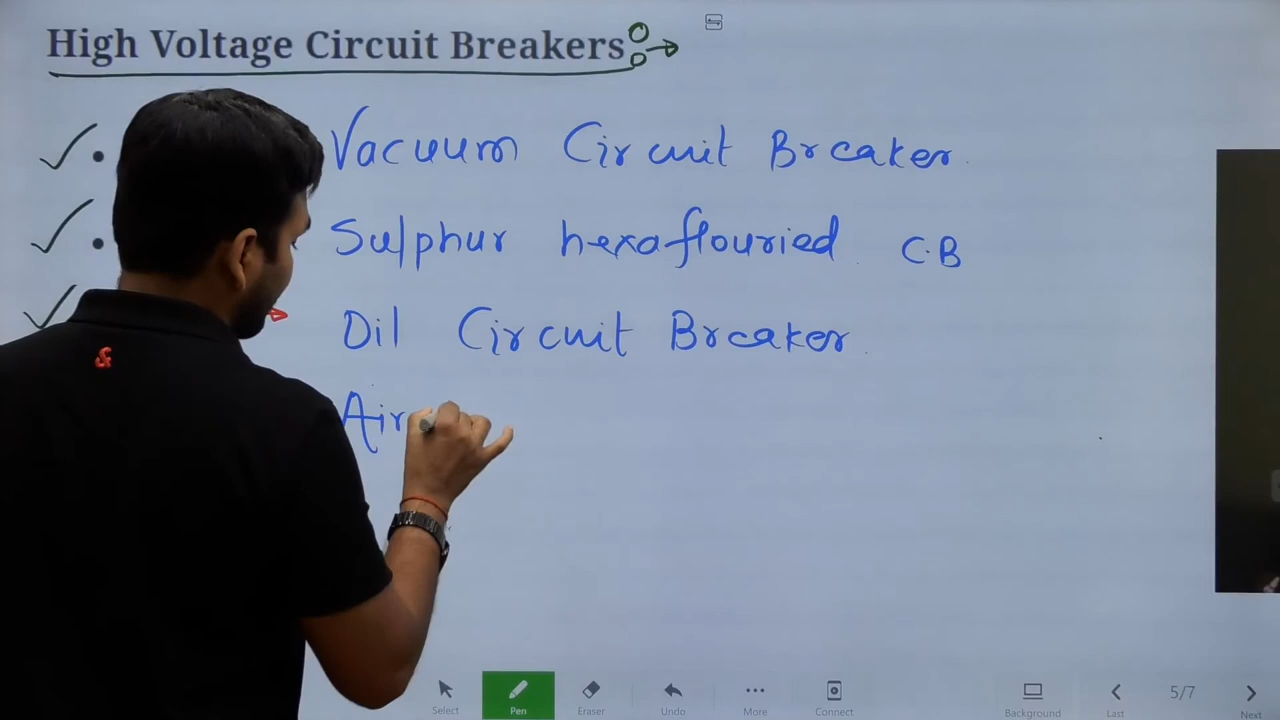 High Voltage Circuit Breakers:
Vacuum Circuit Breaker
Sulphur hexaflouried C.B
Oil Circuit Breaker
Air
Select Pen Eraser Undo More Connect Background Last 5/7 Next